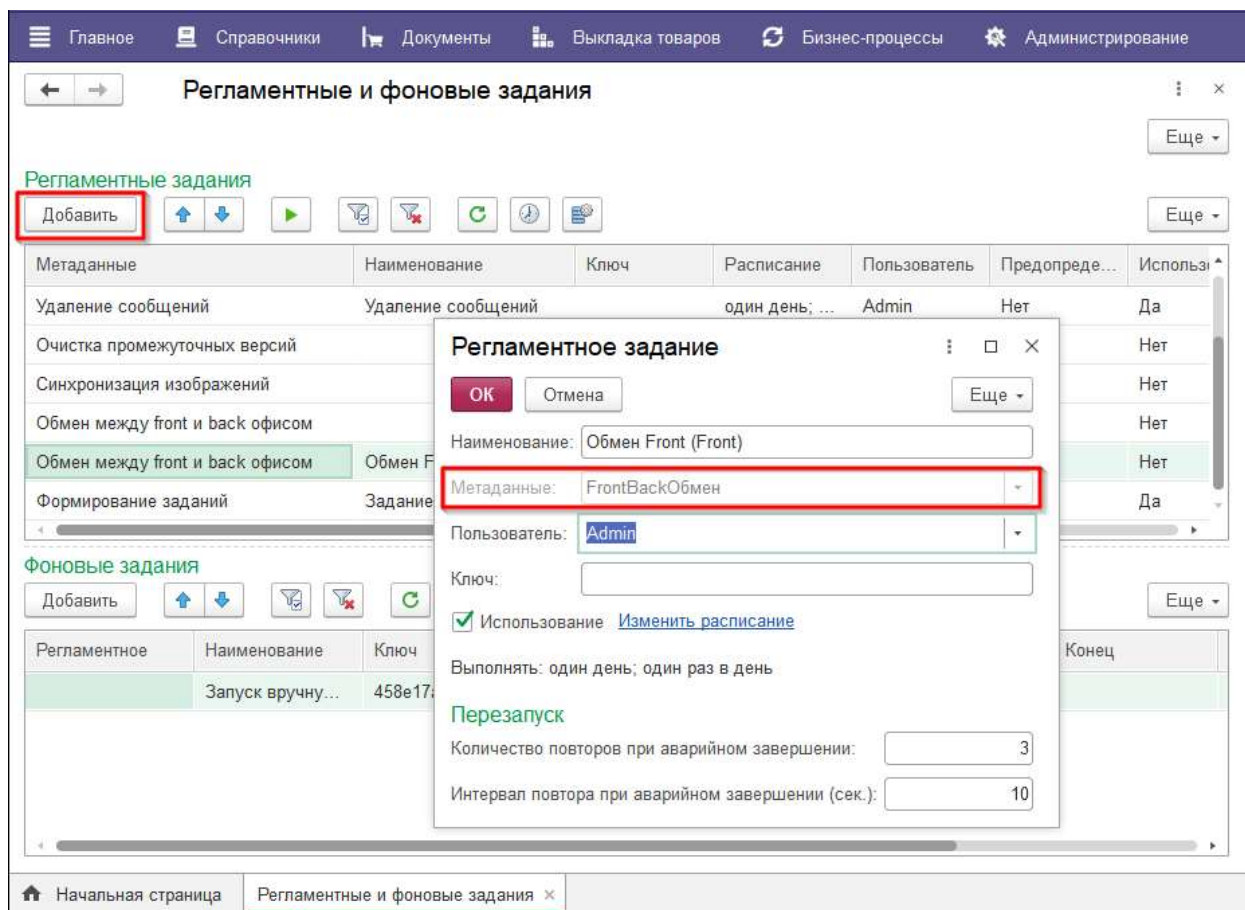 Главное Справочники Документы Выкладка товаров Бизнес-процессы Администрирование
Регламентные и фоновые задания
Еще
Регламентные задания
Добавить Еще
Метаданные Наименование Ключ Расписание Пользователь Предопреде... Использ
Удаление сообщений Удаление сообщений один день; ... Admin Нет Да
Очистка промежуточных версий Нет
Синхронизация изображений Нет
Обмен между front и back офисом Нет
Обмен между front и back офисом Обмен F Нет
Формирование заданий Задание Да
Регламентное задание
ОК Отмена Еще
Наименование: Обмен Front (Front)
Метаданные: FrontBackОбмен
Пользователь: Admin
Ключ:
Использование Изменить расписание
Выполнять: один день; один раз в день
Перезапуск
Количество повторов при аварийном завершении: 3
Интервал повтора при аварийном завершении (сек.): 10
Фоновые задания
Добавить Еще
Регламентное Наименование Ключ Конец
Запуск вручну... 458e17
Начальная страница Регламентные и фоновые задания